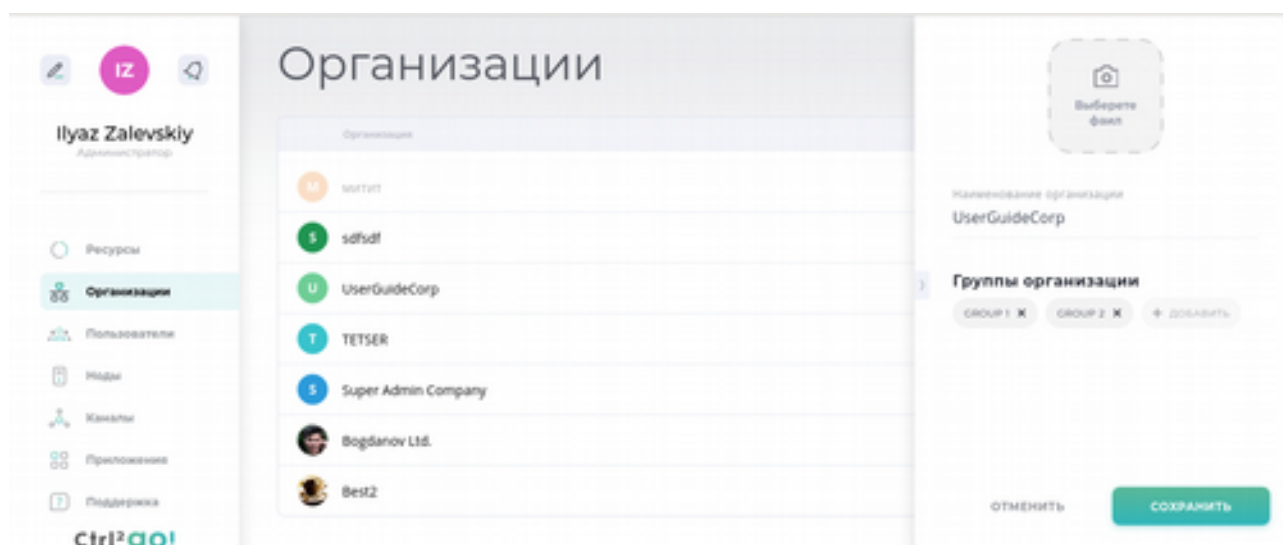 IZ
Ilyaz Zalevskiy
Администратор
Ресурсы
Организации
Пользователи
Ноды
Каналы
Приложения
Поддержка
Ctrl²go!
Организации
Организация
M
S sdfsdf
U UserGuideCorp
T TETSER
S Super Admin Company
Bogdanov Ltd.
Best2
Выберете
файл
Наименование организации
UserGuideCorp
Группы организации
GROUP 1 × GROUP 2 × + ДОБАВИТЬ
ОТМЕНИТЬ СОХРАНИТЬ